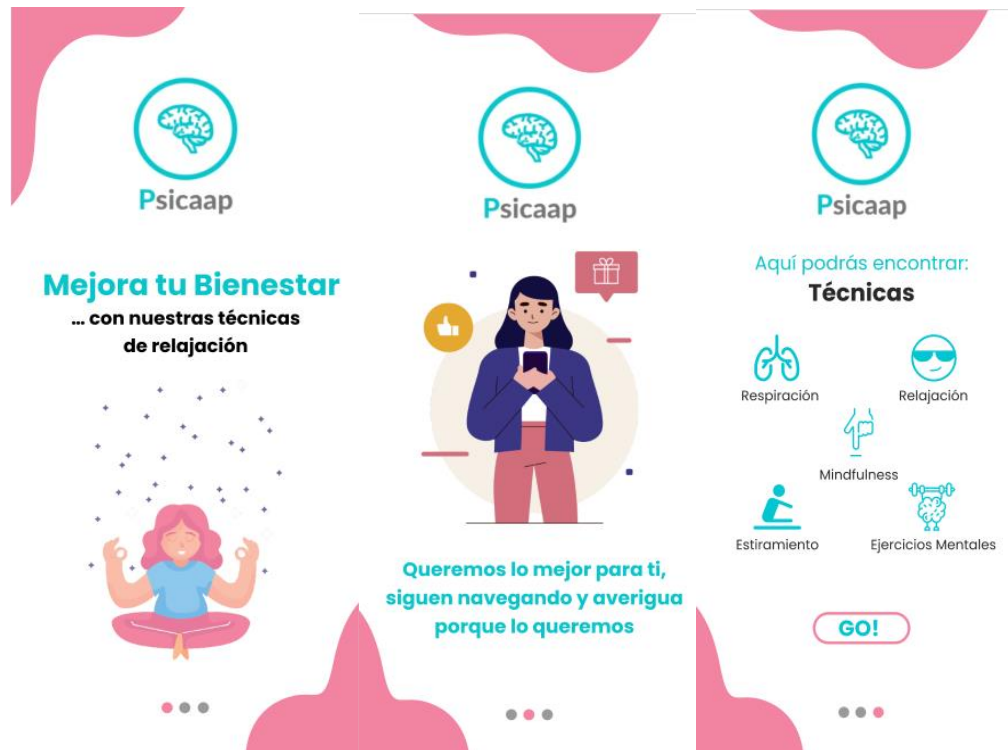 Psicaap
Mejora tu Bienestar
... con nuestras técnicas
de relajación
Psicaap
Queremos lo mejor para ti,
siguen navegando y averigua
porque lo queremos
Psicaap
Aquí podrás encontrar:
Técnicas
Respiración
Relajación
Mindfulness
Estiramiento
Ejercicios Mentales
GO!